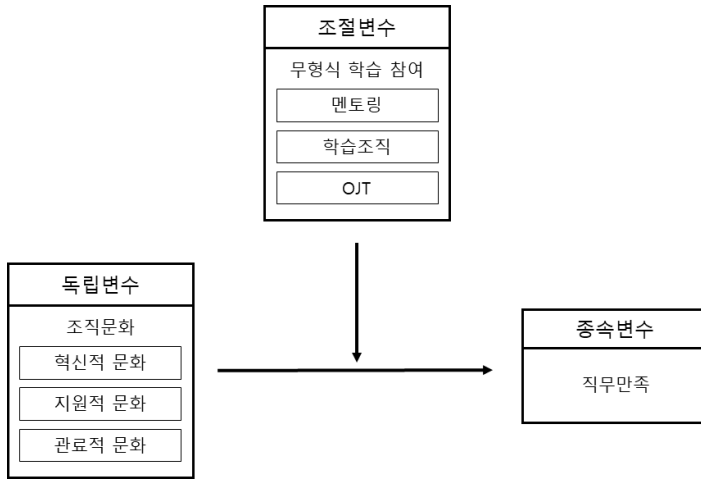 조절변수
무형식 학습 참여
멘토링
학습조직
OJT
독립변수
조직문화
혁신적 문화
지원적 문화
관료적 문화
종속변수
직무만족